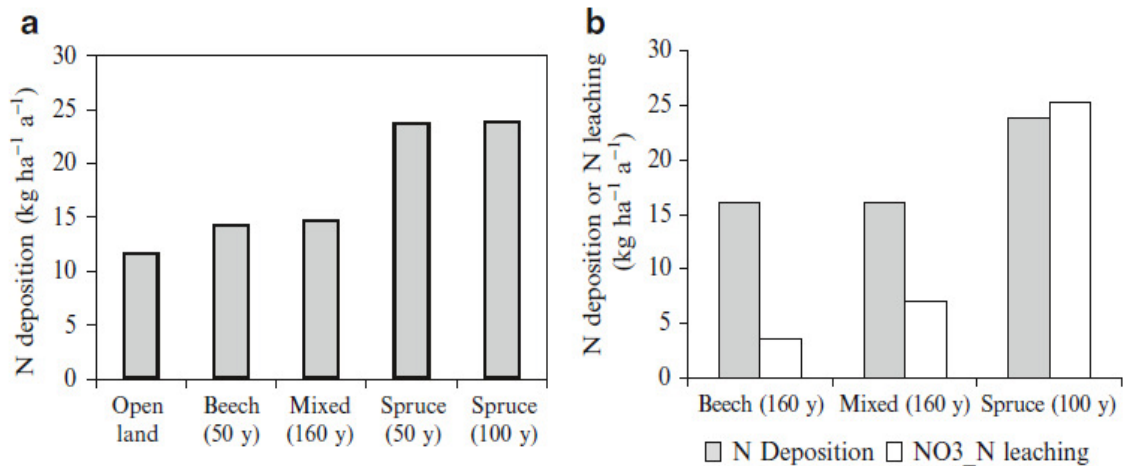 a
N deposition (kg ha⁻¹ a⁻¹)
30
25
20
15
10
5
0
Open land
Beech (50 y)
Mixed (160 y)
Spruce (50 y)
Spruce (100 y)
b
N deposition or N leaching
(kg ha⁻¹ a⁻¹)
30
25
20
15
10
5
0
Beech (160 y) Mixed (160 y) Spruce (100 y)
N Deposition NO3_N leaching